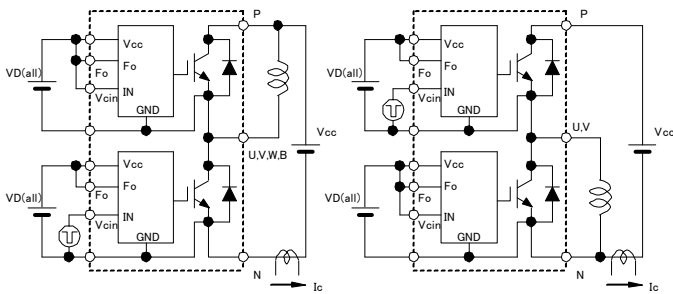 P
Vcc
Fo
VD(all)
IN
Vcin
GND
U,V,W,B
Vcc
Vcc
Fo
VD(all)
IN
Vcin
GND
N
Ic
P
Vcc
Fo
VD(all)
IN
Vcin
GND
U,V
Vcc
Vcc
Fo
VD(all)
IN
Vcin
GND
N
Ic